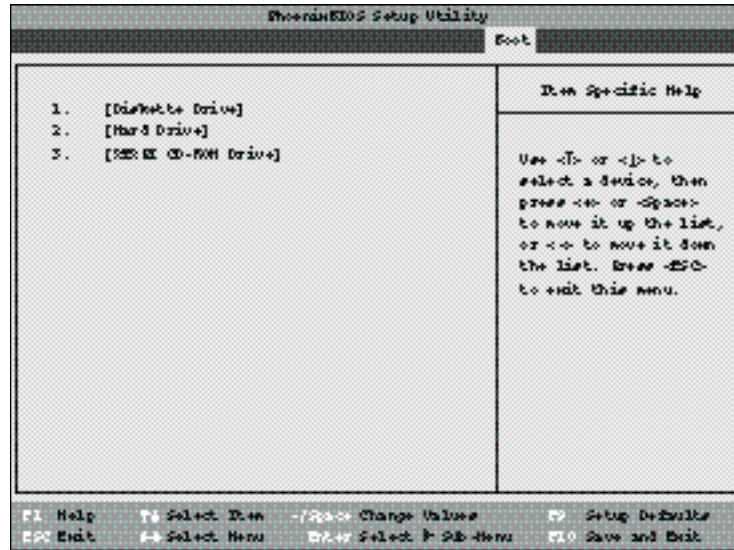 PhoenixBIOS Setup Utility
Boot
1. [Diskette Drive]
2. [Hard Drive]
3. [ATAPI CD-ROM Drive]
Item Specific Help
Use <↑> or <↓> to
select a device, then
press <+> or <Space>
to move it up the list,
or <-> to move it down
the list. Press <ESC>
to exit this menu.
F1 Help ↑↓ Select Item -/Space Change Values F9 Setup Defaults
ESC Exit Select Menu Enter Select ▶ Sub-Menu F10 Save and Exit